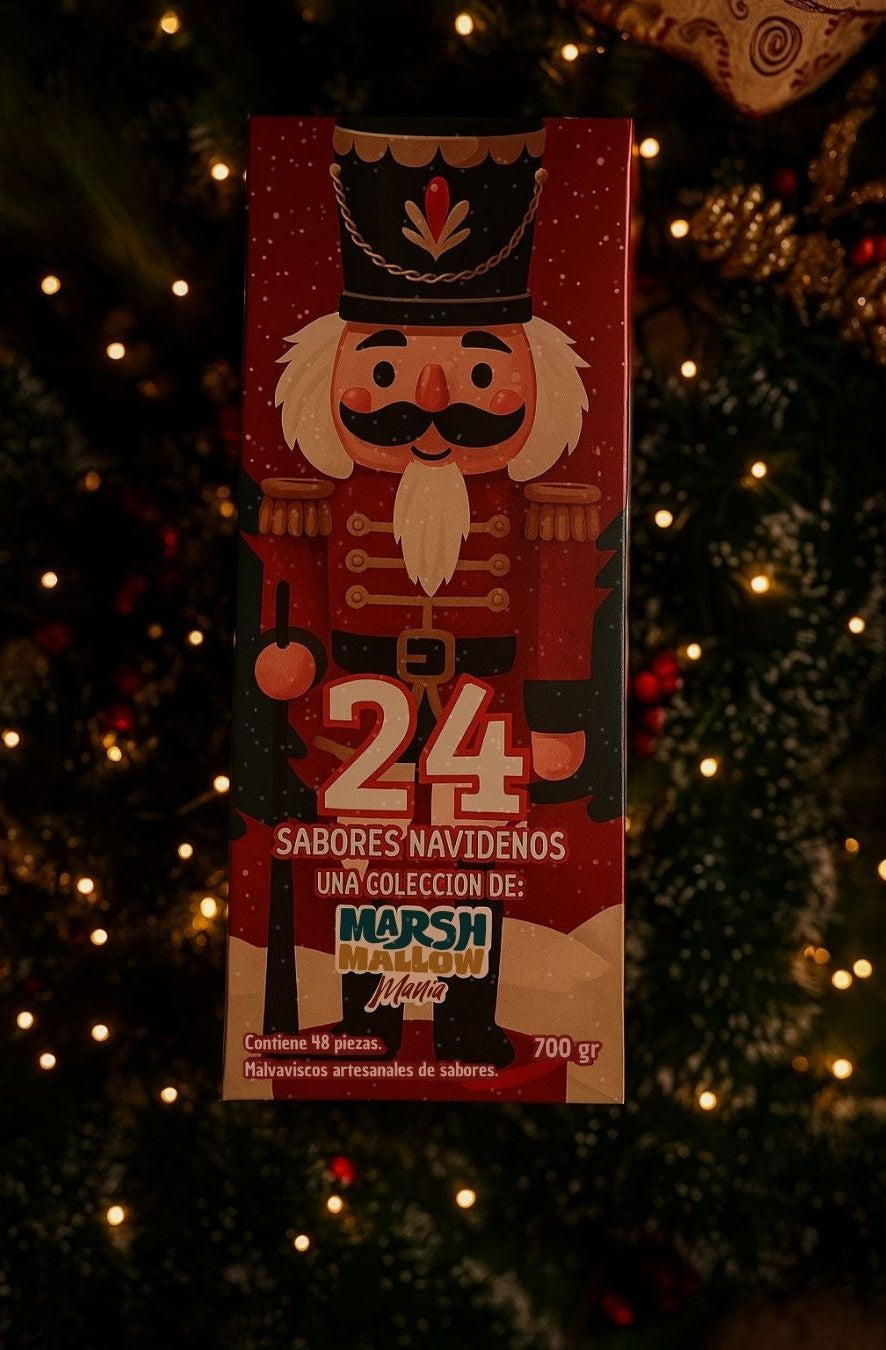 24
SABORES NAVIDEÑOS
UNA COLECCION DE:
MARSH
MALLOW
Mania
Contiene 48 piezas.
700 gr
Malvaviscos artesanales de sabores.